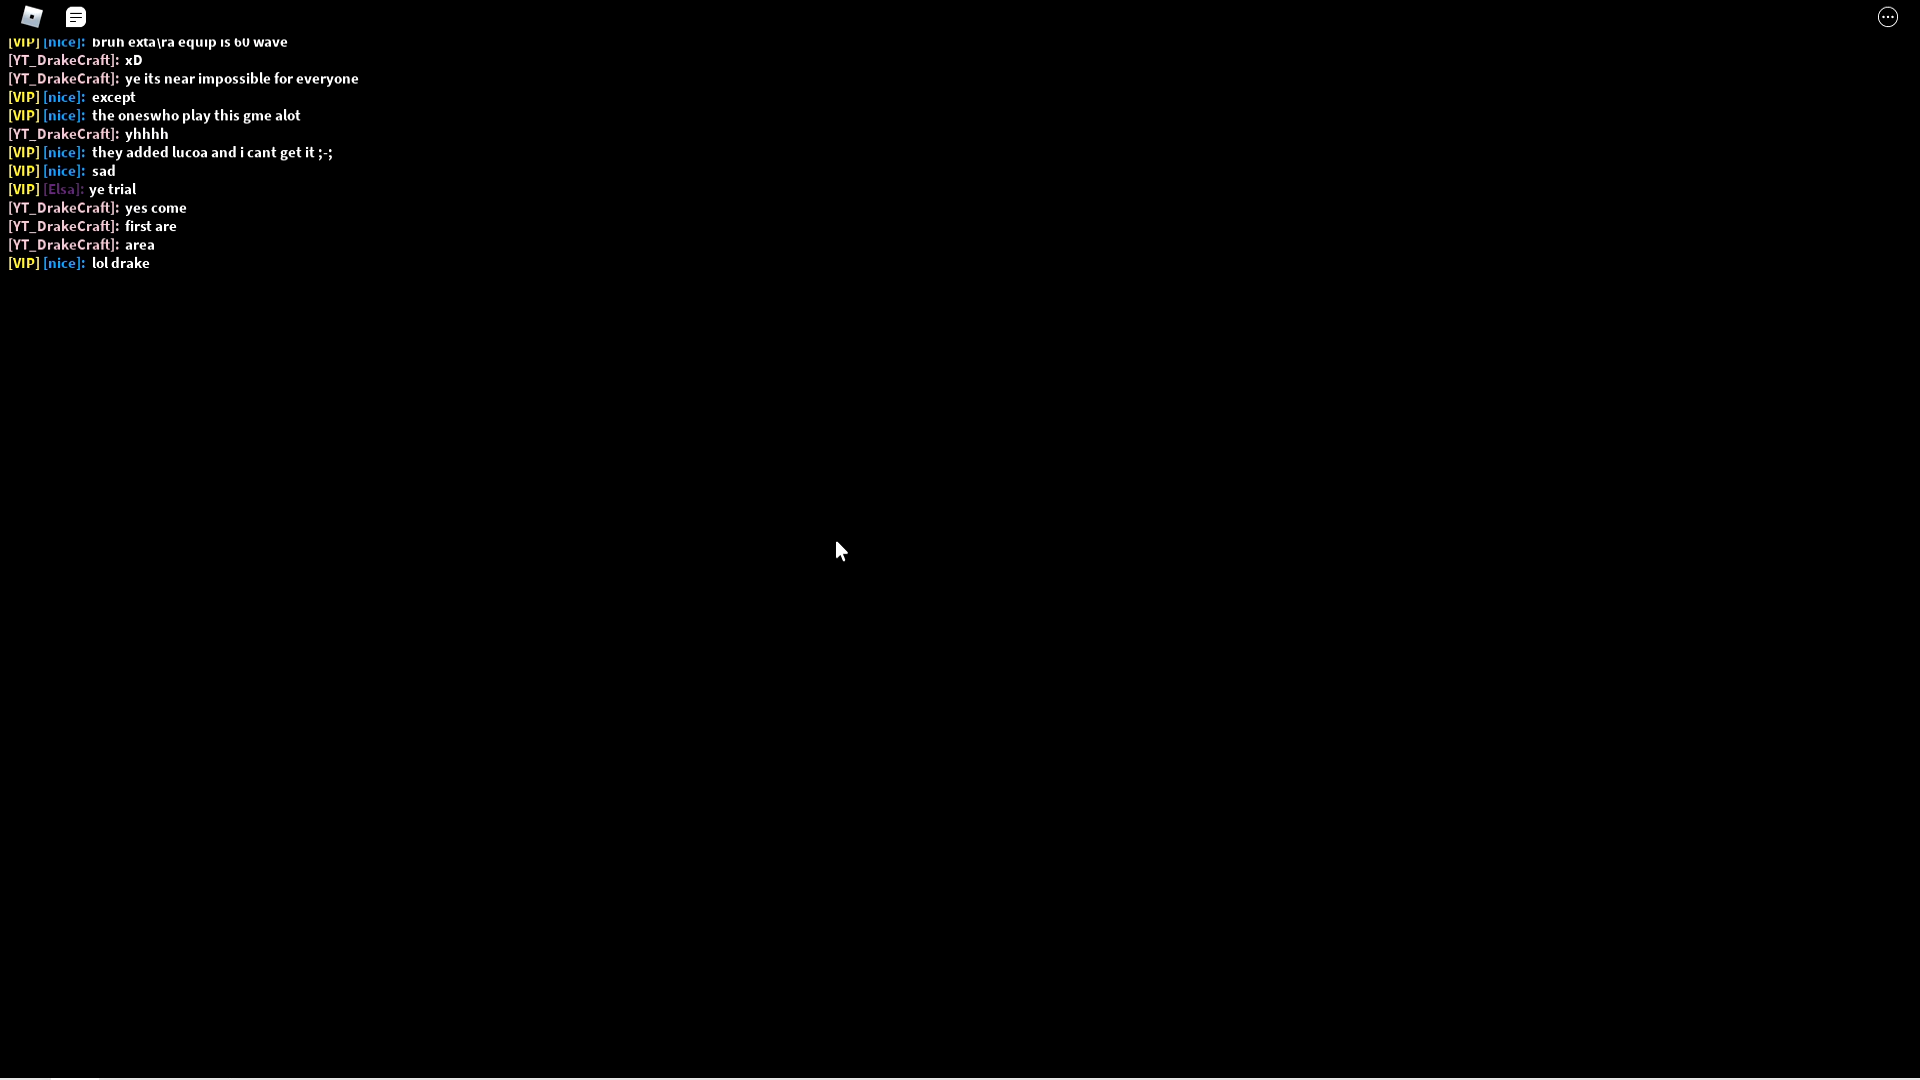 [VIP] [nice]: bruh exta\ra equip is 60 wave
[YT_DrakeCraft]: xD
[YT_DrakeCraft]: ye its near impossible for everyone
[VIP] [nice]: except
[VIP] [nice]: the oneswho play this gme alot
[YT_DrakeCraft]: yhhhh
[VIP] [nice]: they added lucoa and i cant get it ;-;
[VIP] [nice]: sad
[VIP] [Elsa]: ye trial
[YT_DrakeCraft]: yes come
[YT_DrakeCraft]: first are
[YT_DrakeCraft]: area
[VIP] [nice]: lol drake